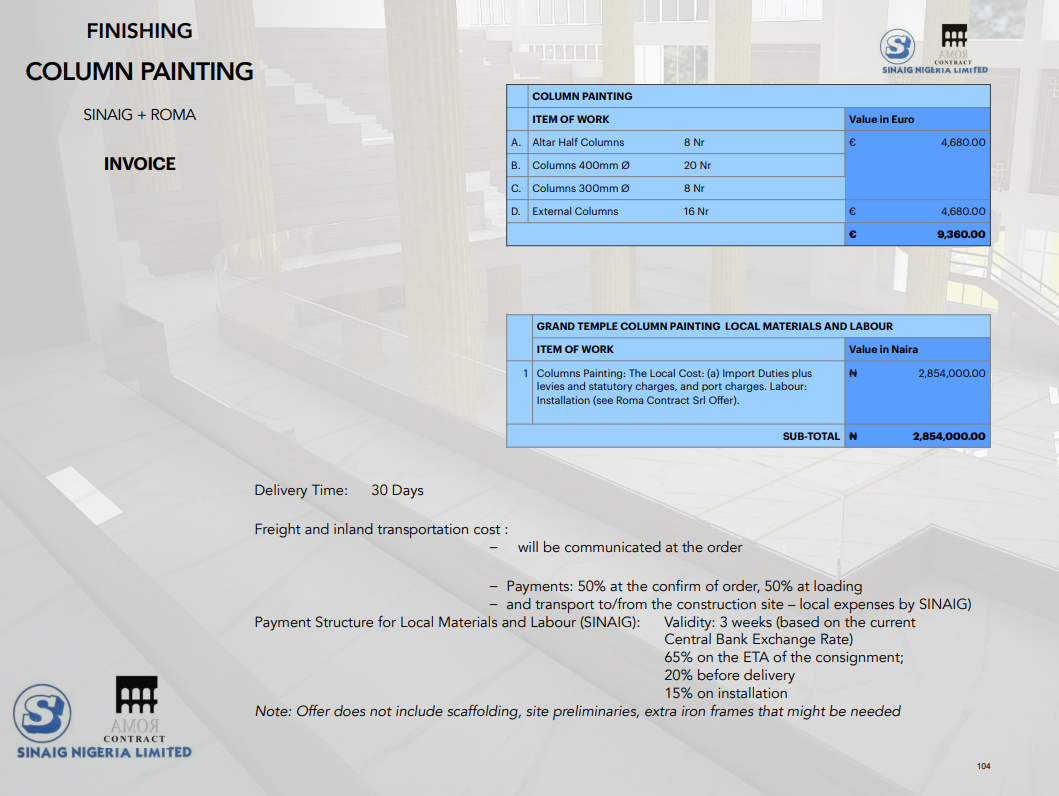 FINISHING
COLUMN PAINTING
SINAIG + ROMA
INVOICE
AMOR
CONTRACT
SINAIG NIGERIA LIMITED
COLUMN PAINTING
ITEM OF WORK Value in Euro
A. Altar Half Columns 8 Nr € 4,680.00
B. Columns 400mm Ø 20 Nr
C. Columns 300mm Ø 8 Nr
D. External Columns 16 Nr € 4,680.00
€ 9,360.00
GRAND TEMPLE COLUMN PAINTING LOCAL MATERIALS AND LABOUR
ITEM OF WORK Value in Naira
1 Columns Painting: The Local Cost: (a) Import Duties plus ₦ 2,854,000.00
levies and statutory charges, and port charges. Labour:
Installation (see Roma Contract Srl Offer).
SUB-TOTAL ₦ 2,854,000.00
Delivery Time: 30 Days
Freight and inland transportation cost :
– will be communicated at the order
– Payments: 50% at the confirm of order, 50% at loading
– and transport to/from the construction site – local expenses by SINAIG)
Payment Structure for Local Materials and Labour (SINAIG): Validity: 3 weeks (based on the current
Central Bank Exchange Rate)
65% on the ETA of the consignment;
20% before delivery
15% on installation
Note: Offer does not include scaffolding, site preliminaries, extra iron frames that might be needed
AMOR
CONTRACT
SINAIG NIGERIA LIMITED
104